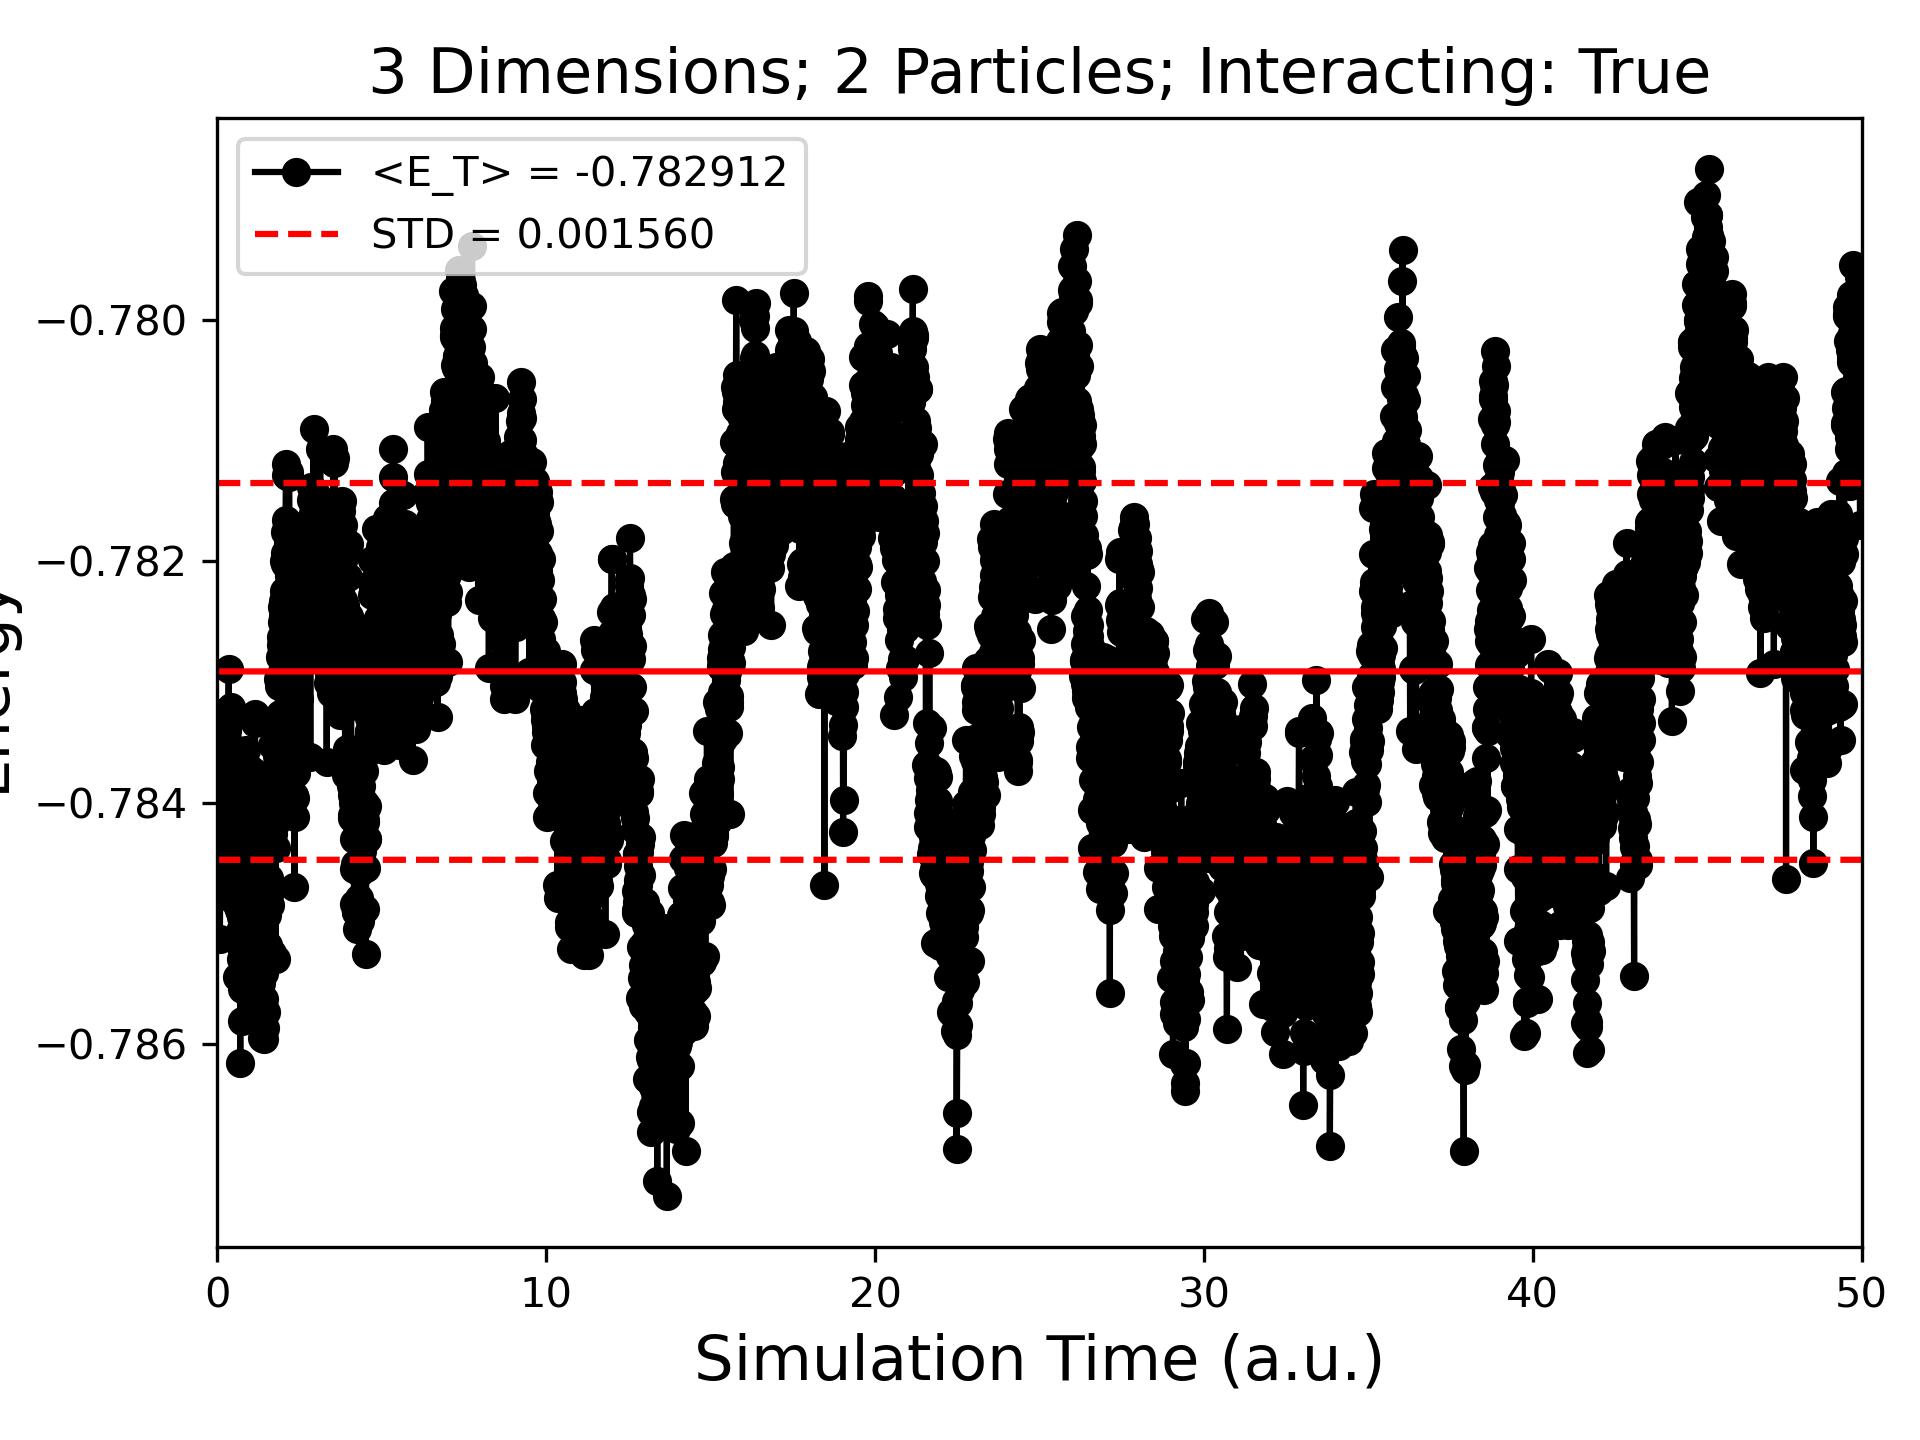 3 Dimensions; 2 Particles; Interacting: True
<E_T> = -0.782912
STD = 0.001560
−0.780
−0.782
−0.784
−0.786
Energy
0 10 20 30 40 50
Simulation Time (a.u.)